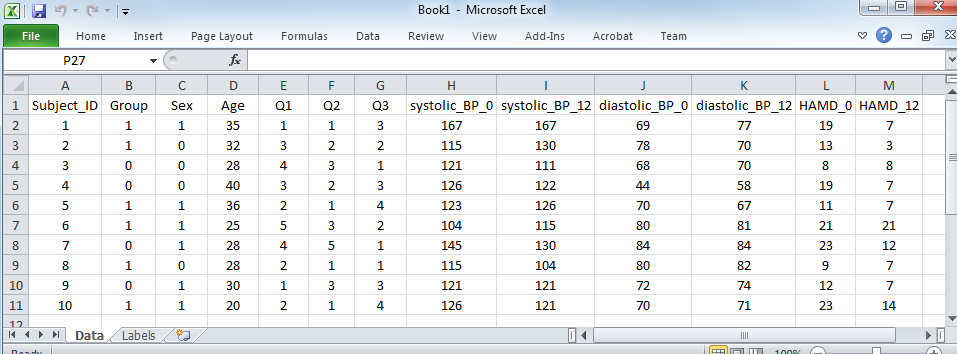 Book1 - Microsoft Excel
File Home Insert Page Layout Formulas Data Review View Add-Ins Acrobat Team
P27 fx
A B C D E F G H I J K L M
1 Subject_ID Group Sex Age Q1 Q2 Q3 systolic_BP_0 systolic_BP_12 diastolic_BP_0 diastolic_BP_12 HAMD_0 HAMD_12
2 1 1 1 35 1 1 3 167 167 69 77 19 7
3 2 1 0 32 3 2 2 115 130 78 70 13 3
4 3 0 0 28 4 3 1 121 111 68 70 8 8
5 4 0 0 40 3 2 3 126 122 44 58 19 7
6 5 1 1 36 2 1 4 123 126 70 67 11 7
7 6 1 1 25 5 3 2 104 115 80 81 21 21
8 7 0 1 28 4 5 1 145 130 84 84 23 12
9 8 1 0 28 2 1 1 115 104 80 82 9 7
10 9 0 1 30 1 3 3 121 121 72 74 12 7
11 10 1 1 20 2 1 4 126 121 70 71 23 14
12
Data Labels
Ready 100%